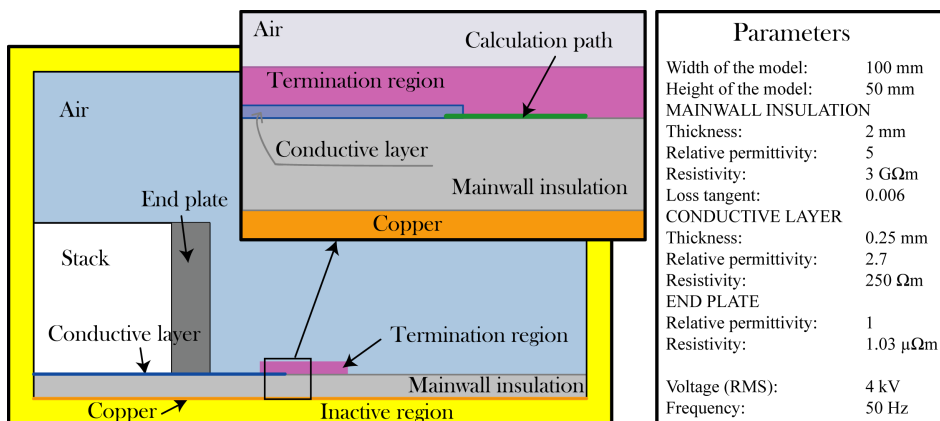 Air
Termination region
Calculation path
Conductive layer
Mainwall insulation
Copper
Air
End plate
Stack
Conductive layer
Termination region
Mainwall insulation
Copper
Inactive region
Parameters
Width of the model: 100 mm
Height of the model: 50 mm
MAINWALL INSULATION
Thickness: 2 mm
Relative permittivity: 5
Resistivity: 3 GΩm
Loss tangent: 0.006
CONDUCTIVE LAYER
Thickness: 0.25 mm
Relative permittivity: 2.7
Resistivity: 250 Ωm
END PLATE
Relative permittivity: 1
Resistivity: 1.03 μΩm
Voltage (RMS): 4 kV
Frequency: 50 Hz